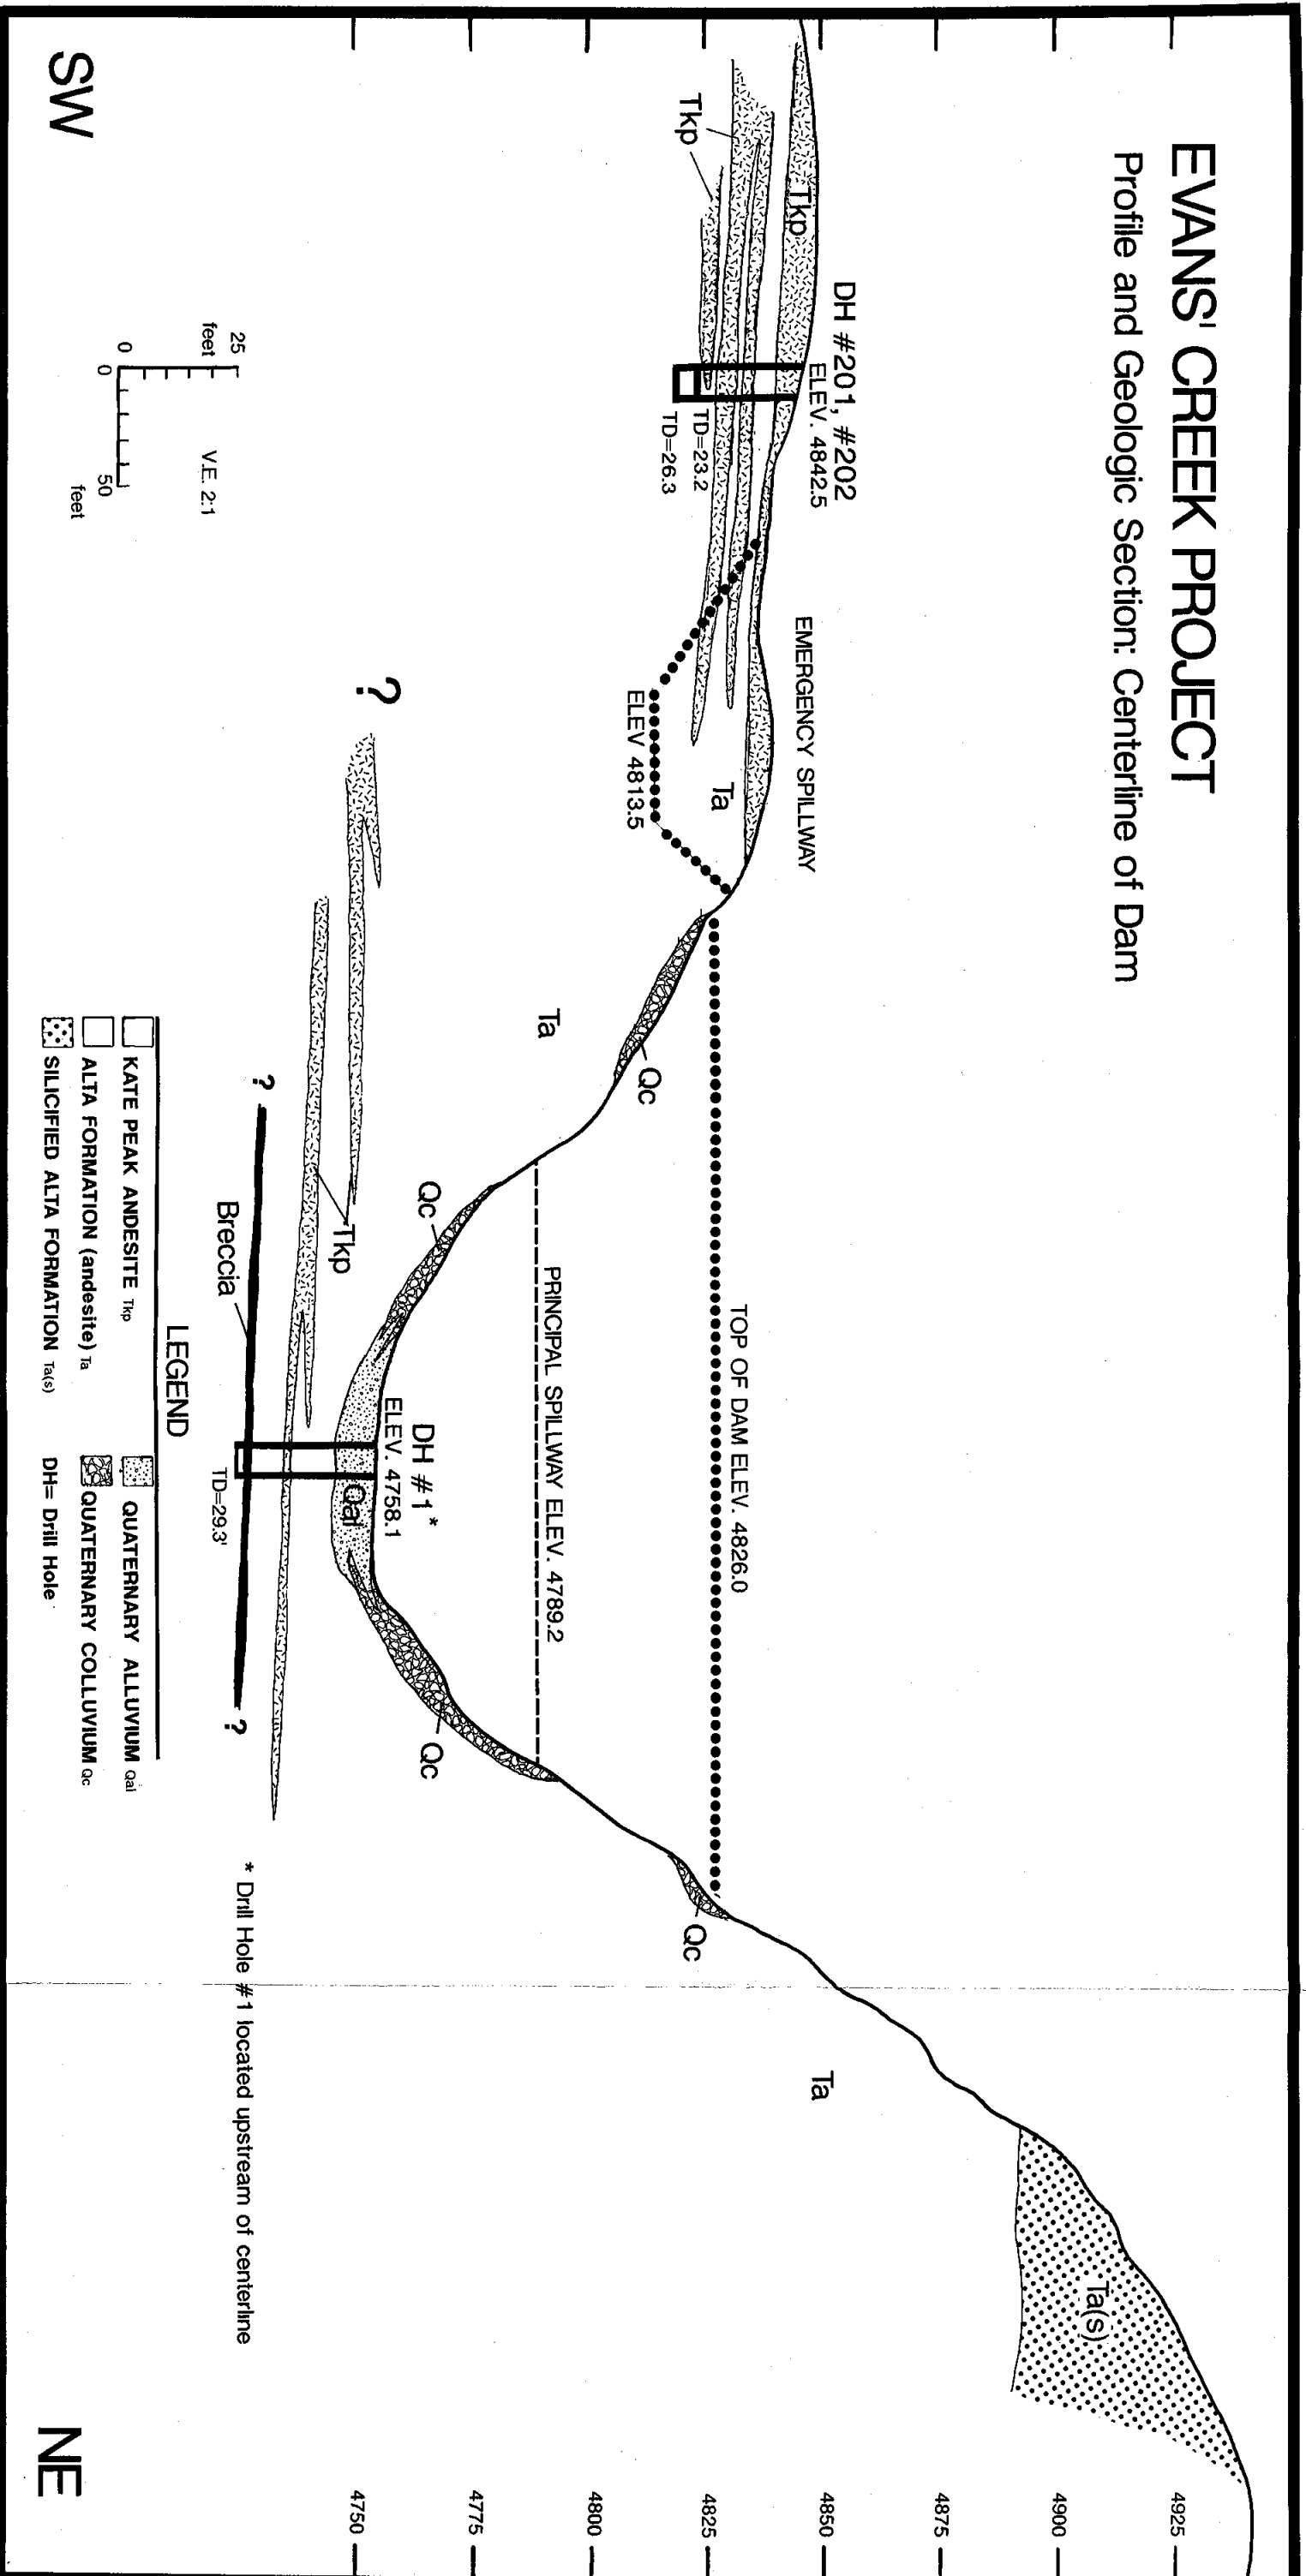 EVANS' CREEK PROJECT
Profile and Geologic Section: Centerline of Dam
Tkp
Tkp
DH #201, #202
ELEV. 4842.5
TD=23.2
TD=26.3
EMERGENCY SPILLWAY
Ta
ELEV 4813.5
TOP OF DAM ELEV. 4826.0
Qc
Ta
PRINCIPAL SPILLWAY ELEV. 4789.2
Qc
DH #1*
ELEV. 4758.1
Qal
Qc
Qc
Ta
Ta(s)
4925
4900
4875
4850
4825
4800
4775
4750
?
Tkp
?
Breccia
?
TD=29.3'
25
feet
0
0
50
feet
V.E. 2:1
* Drill Hole #1 located upstream of centerline
LEGEND
KATE PEAK ANDESITE Tkp
ALTA FORMATION (andesite) Ta
SILICIFIED ALTA FORMATION Ta(s)
QUATERNARY ALLUVIUM Qal
QUATERNARY COLLUVIUM Qc
DH= Drill Hole
SW
NE